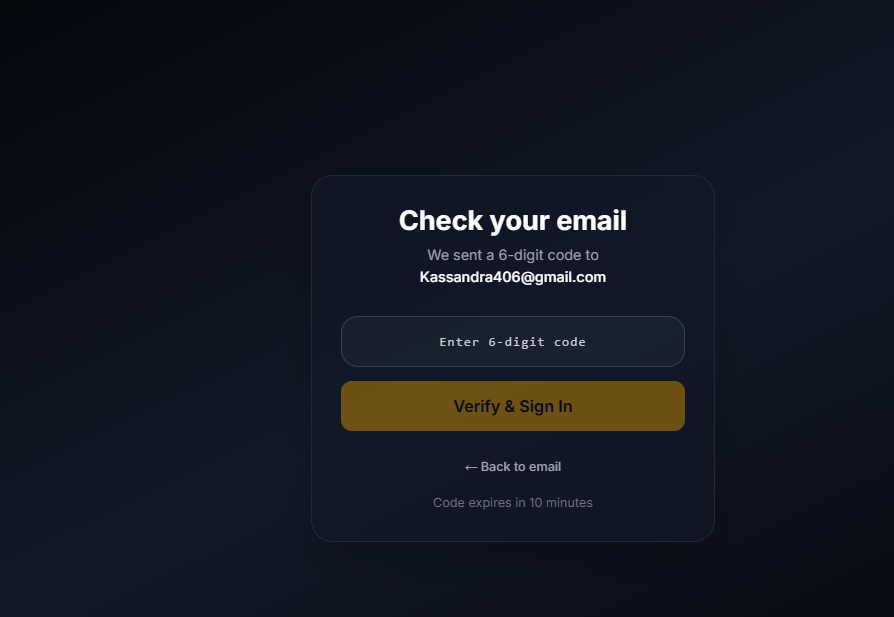 Check your email
We sent a 6-digit code to
Kassandra406@gmail.com
Enter 6-digit code
Verify & Sign In
← Back to email
Code expires in 10 minutes